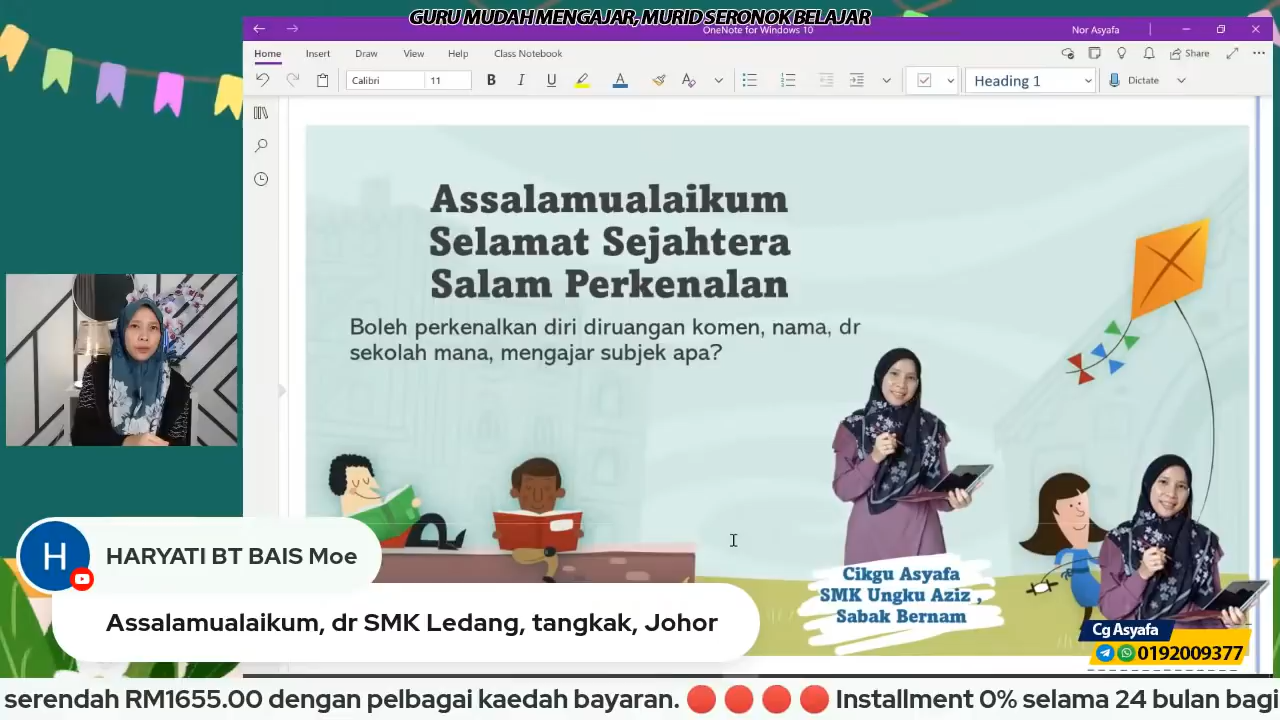 GURU MUDAH MENGAJAR, MURID SERONOK BELAJAR
OneNote for Windows 10
Nor Asyafa
Home Insert Draw View Help Class Notebook
Share
Calibri 11 B I U A Heading 1 Dictate
Assalamualaikum
Selamat Sejahtera
Salam Perkenalan
Boleh perkenalkan diri diruangan komen, nama, dr
sekolah mana, mengajar subjek apa?
Cikgu Asyafa
SMK Ungku Aziz ,
Sabak Bernam
H
HARYATI BT BAIS Moe
Assalamualaikum, dr SMK Ledang, tangkak, Johor
Cg Asyafa
0192009377
serendah RM1655.00 dengan pelbagai kaedah bayaran. 🔴 🔴 🔴 🔴 Installment 0% selama 24 bulan bagi